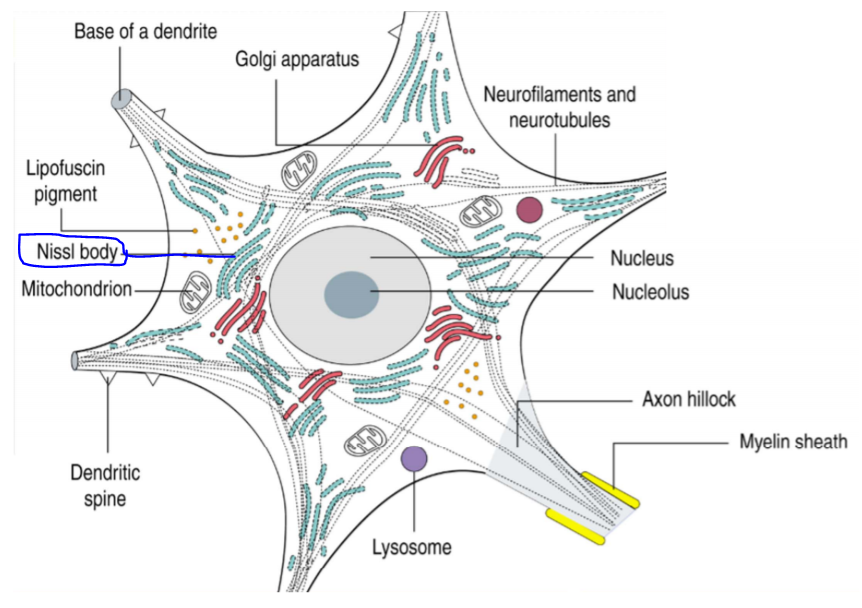 Base of a dendrite
Golgi apparatus
Neurofilaments and
neurotubules
Lipofuscin
pigment
Nissl body
Mitochondrion
Nucleus
Nucleolus
Axon hillock
Myelin sheath
Dendritic
spine
Lysosome